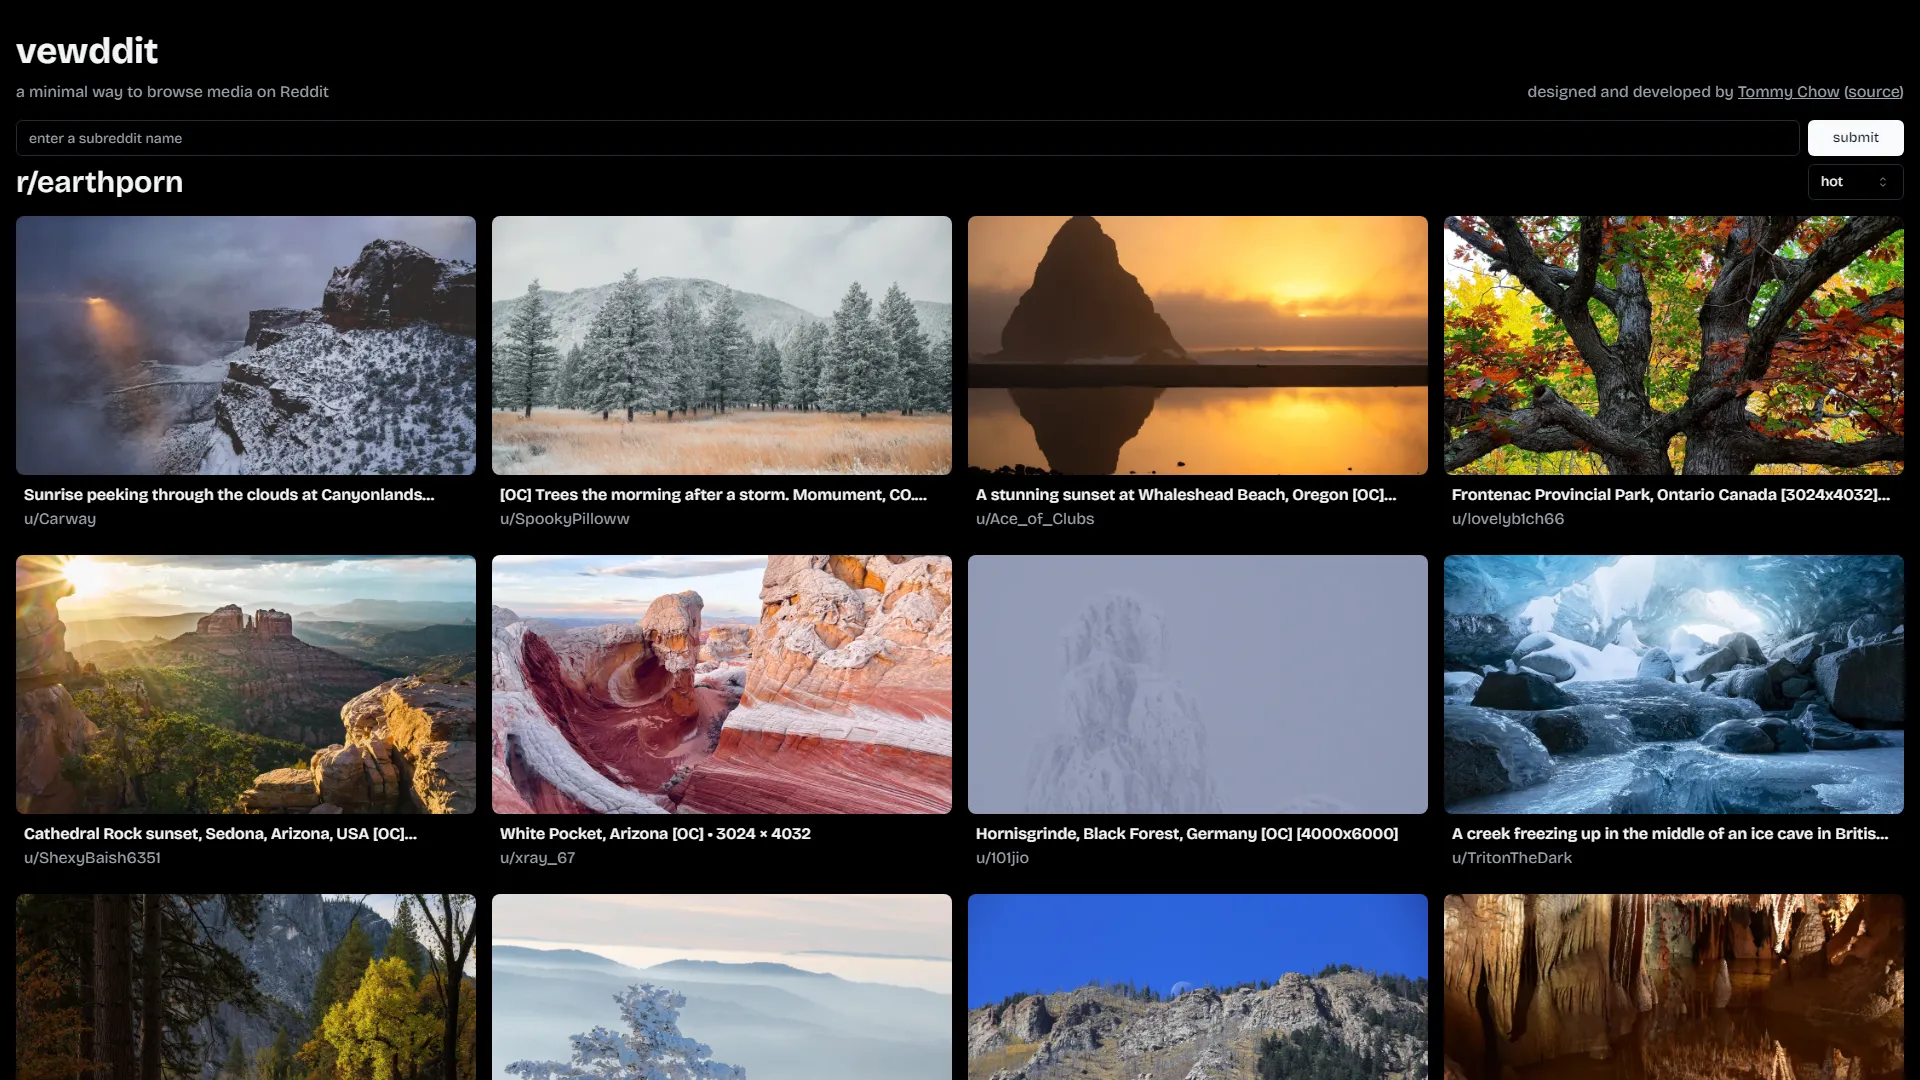 vewddit
a minimal way to browse media on Reddit
designed and developed by Tommy Chow (source)
enter a subreddit name
submit
r/earthporn
hot
Sunrise peeking through the clouds at Canyonlands...
u/Carway
[OC] Trees the morming after a storm. Momument, CO....
u/SpookyPilloww
A stunning sunset at Whaleshead Beach, Oregon [OC]...
u/Ace_of_Clubs
Frontenac Provincial Park, Ontario Canada [3024x4032]...
u/lovelyb1ch66
Cathedral Rock sunset, Sedona, Arizona, USA [OC]...
u/ShexyBaish6351
White Pocket, Arizona [OC] • 3024 × 4032
u/xray_67
Hornisgrinde, Black Forest, Germany [OC] [4000x6000]
u/101jio
A creek freezing up in the middle of an ice cave in Britis...
u/TritonTheDark